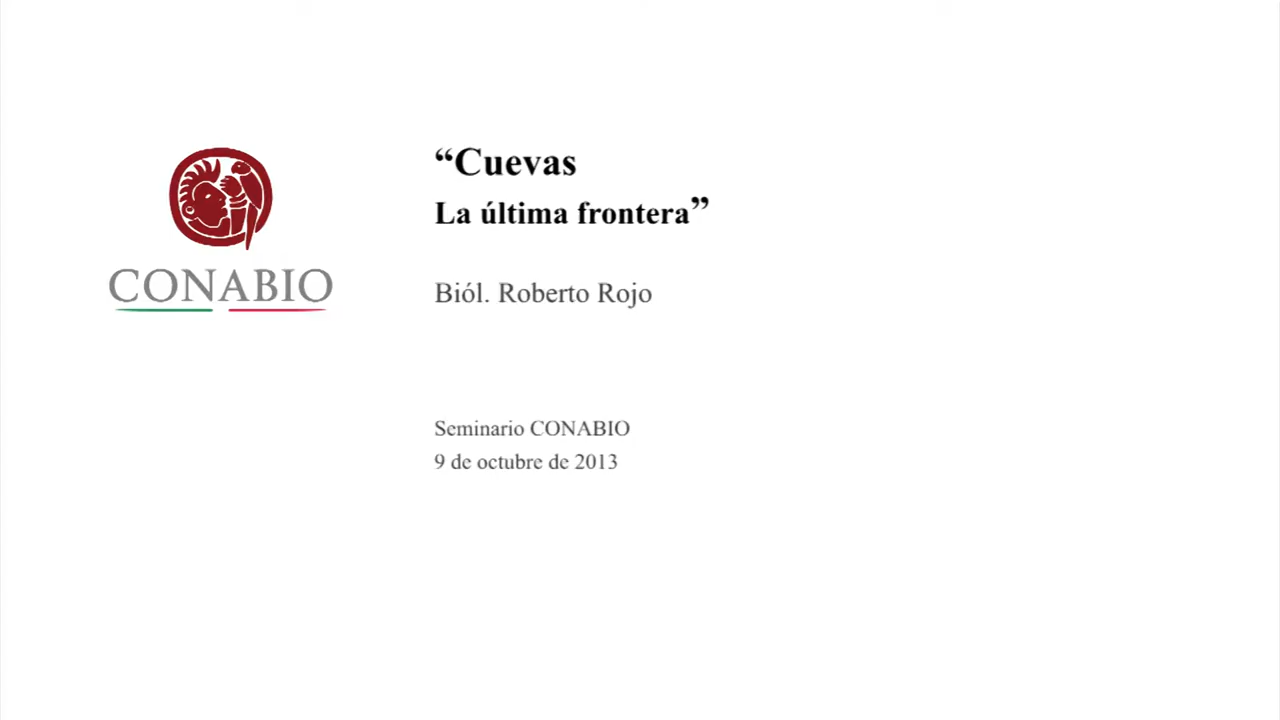 CONABIO
“Cuevas
La última frontera”
Biól. Roberto Rojo
Seminario CONABIO
9 de octubre de 2013